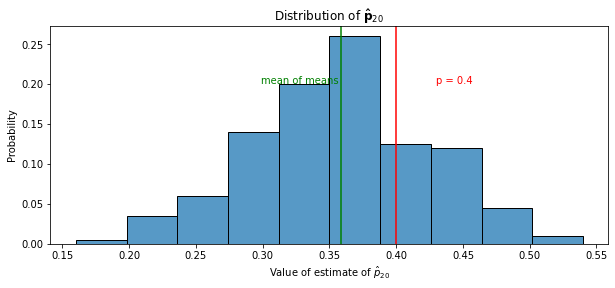 Distribution of p̂₂₀
Probability
0.25
0.20
0.15
0.10
0.05
0.00
mean of means
p = 0.4
0.15 0.20 0.25 0.30 0.35 0.40 0.45 0.50 0.55
Value of estimate of p̂₂₀